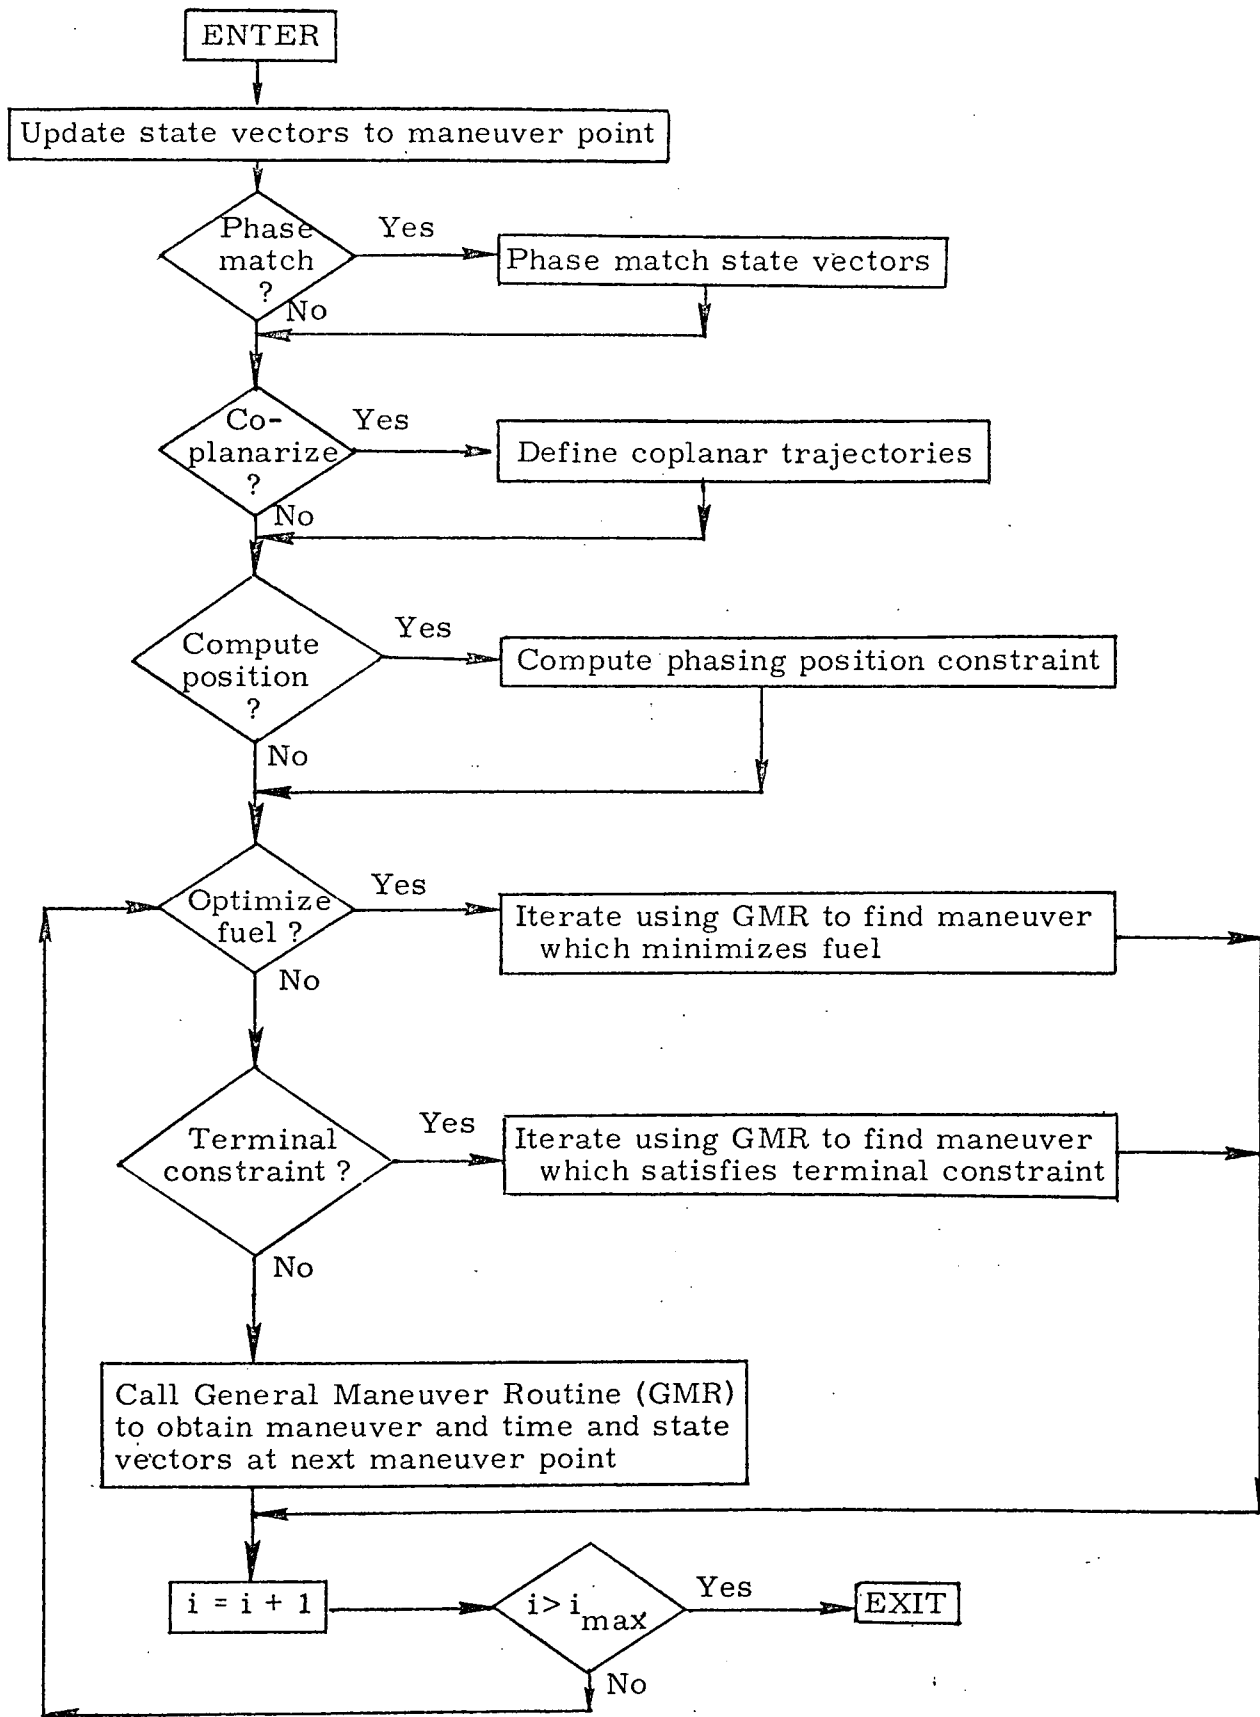 ENTER
Update state vectors to maneuver point
Phase
match
?
Yes
Phase match state vectors
No
Co-
planarize
?
Yes
Define coplanar trajectories
No
Compute
position
?
Yes
Compute phasing position constraint
No
Optimize
fuel ?
Yes
Iterate using GMR to find maneuver
which minimizes fuel
No
Terminal
constraint ?
Yes
Iterate using GMR to find maneuver
which satisfies terminal constraint
No
Call General Maneuver Routine (GMR)
to obtain maneuver and time and state
vectors at next maneuver point
i = i + 1
i > i max
Yes
EXIT
No